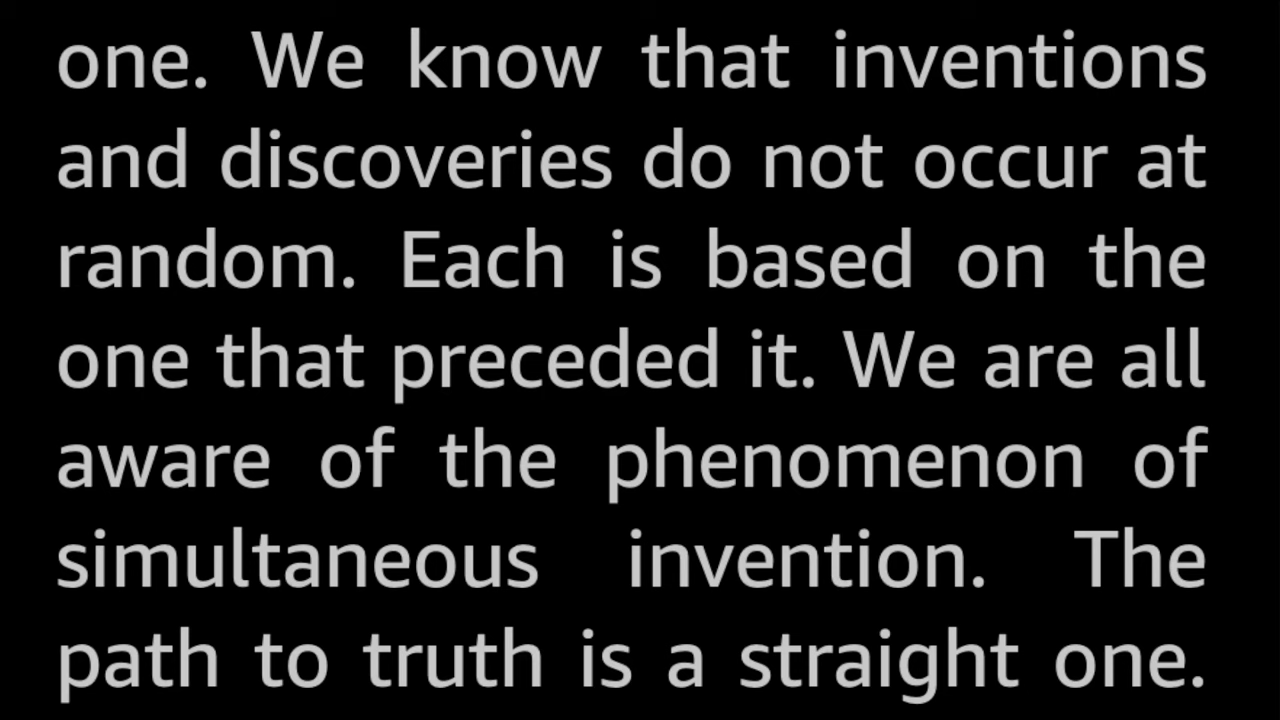 one. We know that inventions
and discoveries do not occur at
random. Each is based on the
one that preceded it. We are all
aware of the phenomenon of
simultaneous invention. The
path to truth is a straight one.